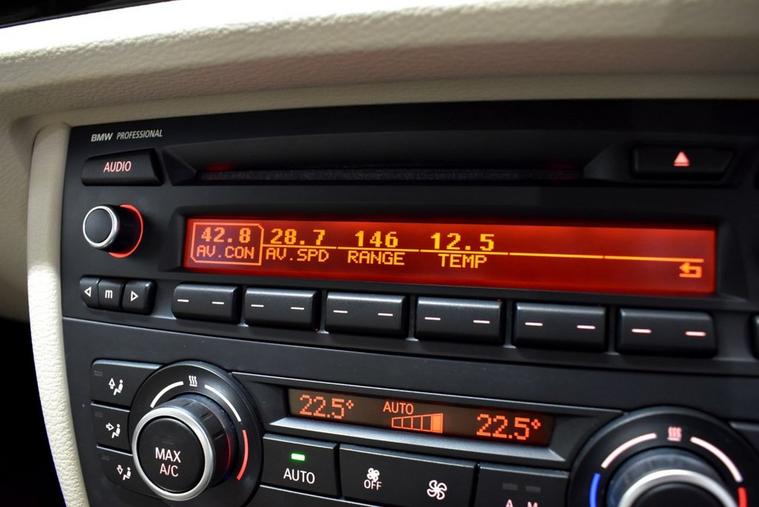 BMW PROFESSIONAL
AUDIO
42.8 28.7 146 12.5
AV.CON AV.SPD RANGE TEMP
m
22.5° AUTO 22.5°
MAX
A/C
AUTO
OFF
A M